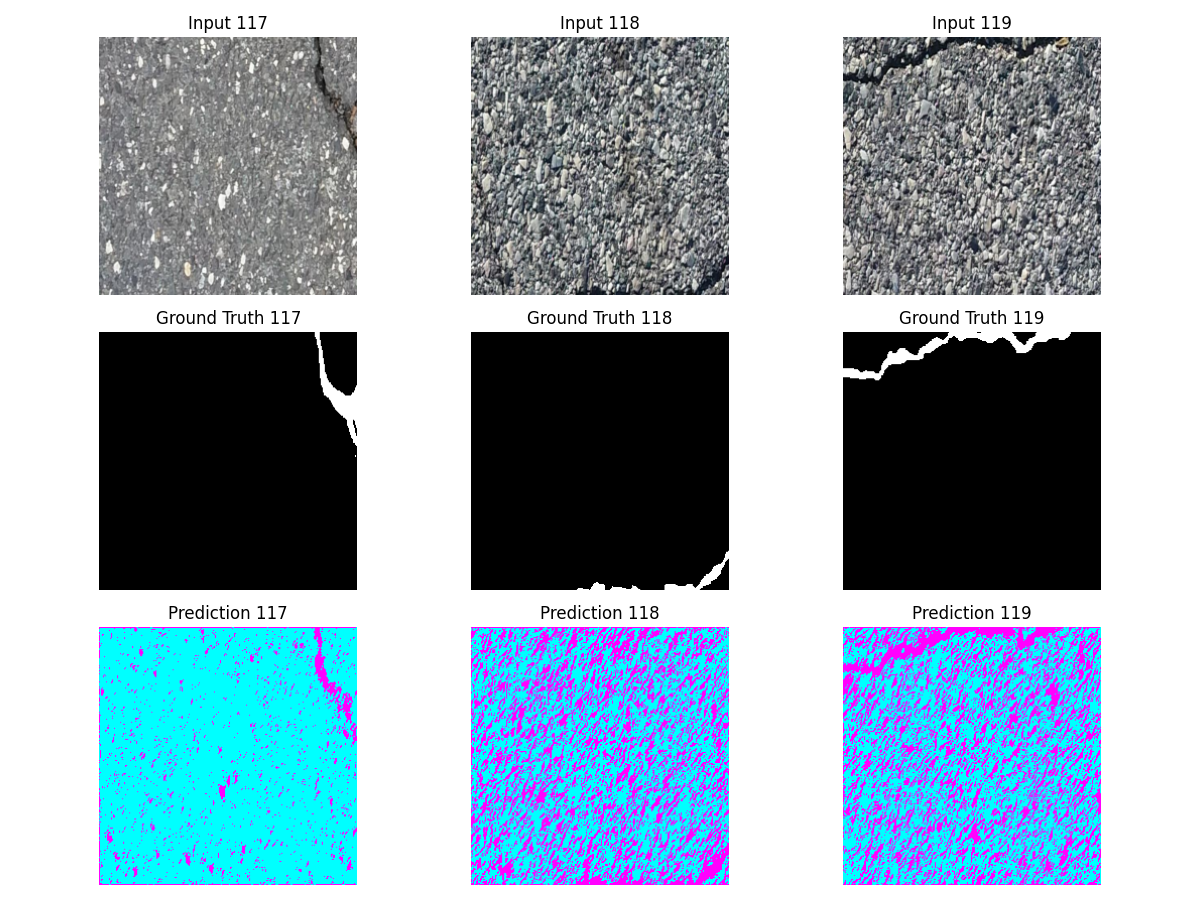 Input 117
Input 118
Input 119
Ground Truth 117
Ground Truth 118
Ground Truth 119
Prediction 117
Prediction 118
Prediction 119